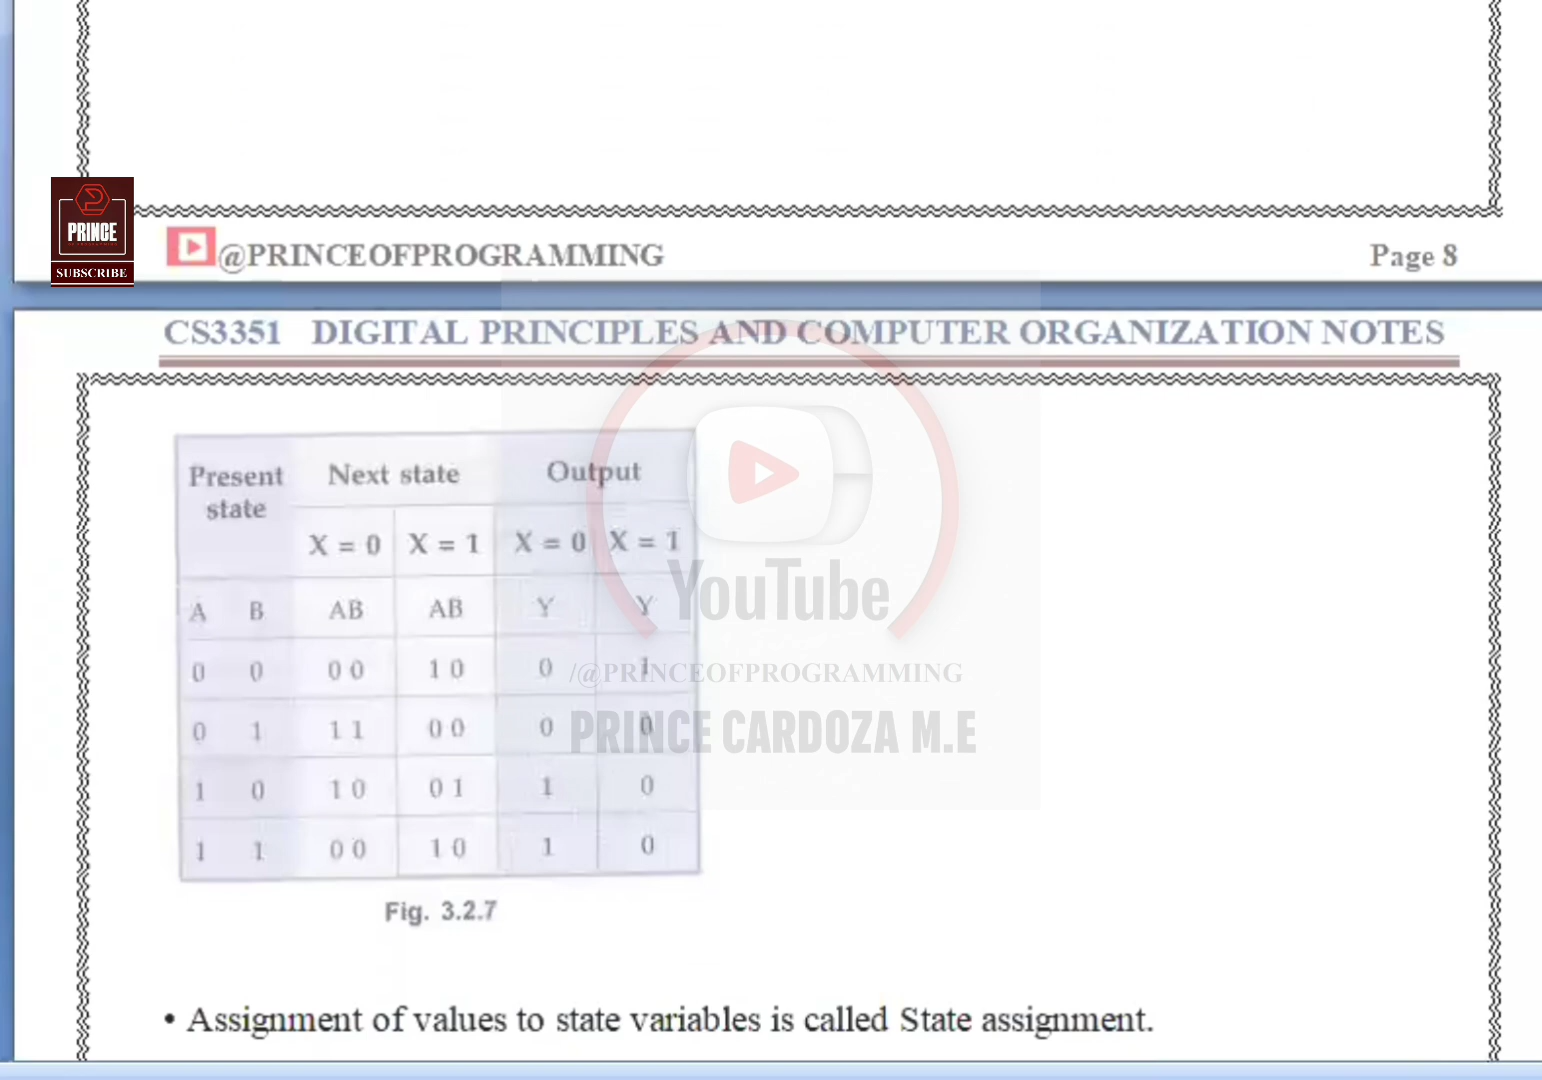 PRINCE
SUBSCRIBE
@PRINCEOFPROGRAMMING
Page 8
CS3351 DIGITAL PRINCIPLES AND COMPUTER ORGANIZATION NOTES
Present state Next state Output
X = 0 X = 1 X = 0 X = 1
A B AB AB Y Y
0 0 0 0 1 0 0 1
0 1 1 1 0 0 0 0
1 0 1 0 0 1 1 0
1 1 0 0 1 0 1 0
Fig. 3.2.7
YouTube
/@PRINCEOFPROGRAMMING
PRINCE CARDOZA M.E
• Assignment of values to state variables is called State assignment.